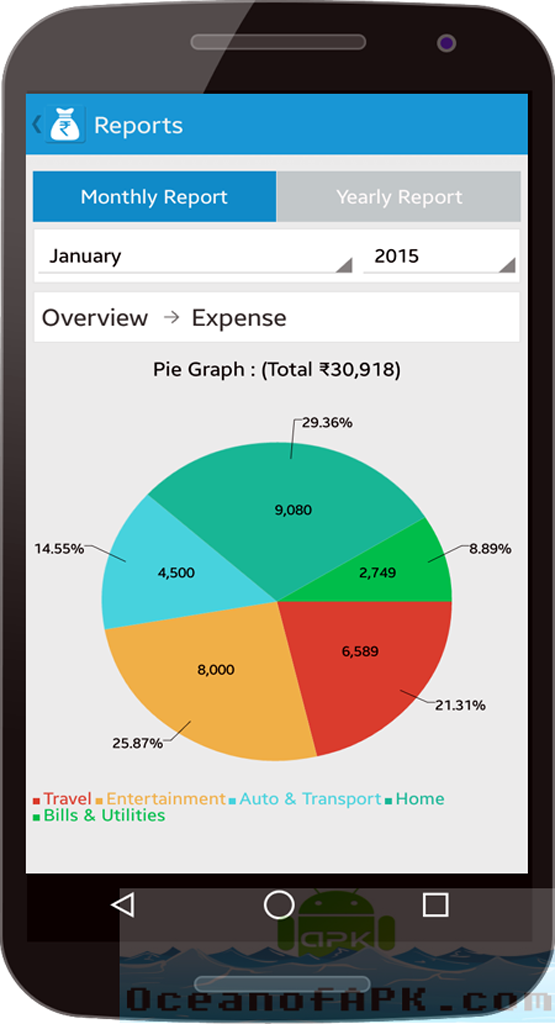 Reports
Monthly Report Yearly Report
January 2015
Overview → Expense
Pie Graph : (Total ₹30,918)
29.36%
9,080
14.55% 4,500 2,749 8.89%
8,000 6,589
25.87% 21.31%
Travel Entertainment Auto & Transport Home
Bills & Utilities
APK
OceanofAPK.com